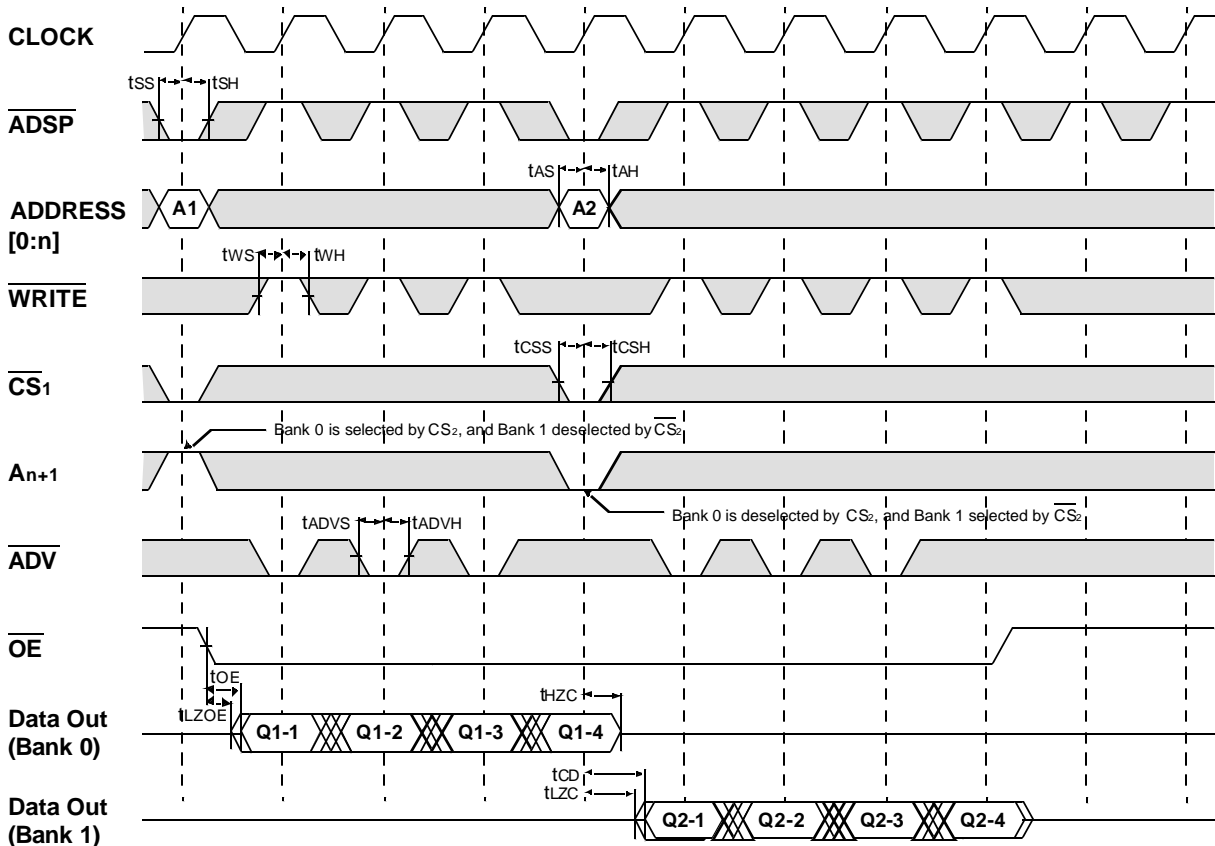 CLOCK
tSS tSH
ADSP
tAS tAH
ADDRESS
[0:n]
A1 A2
tWS tWH
WRITE
tCSS tCSH
CS1
Bank 0 is selected by CS2, and Bank 1 deselected by CS2
An+1
Bank 0 is deselected by CS2, and Bank 1 selected by CS2
tADVS tADVH
ADV
OE
tOE
tHZC
tLZOE
Data Out
(Bank 0)
Q1-1 Q1-2 Q1-3 Q1-4
tCD
tLZC
Data Out
(Bank 1)
Q2-1 Q2-2 Q2-3 Q2-4